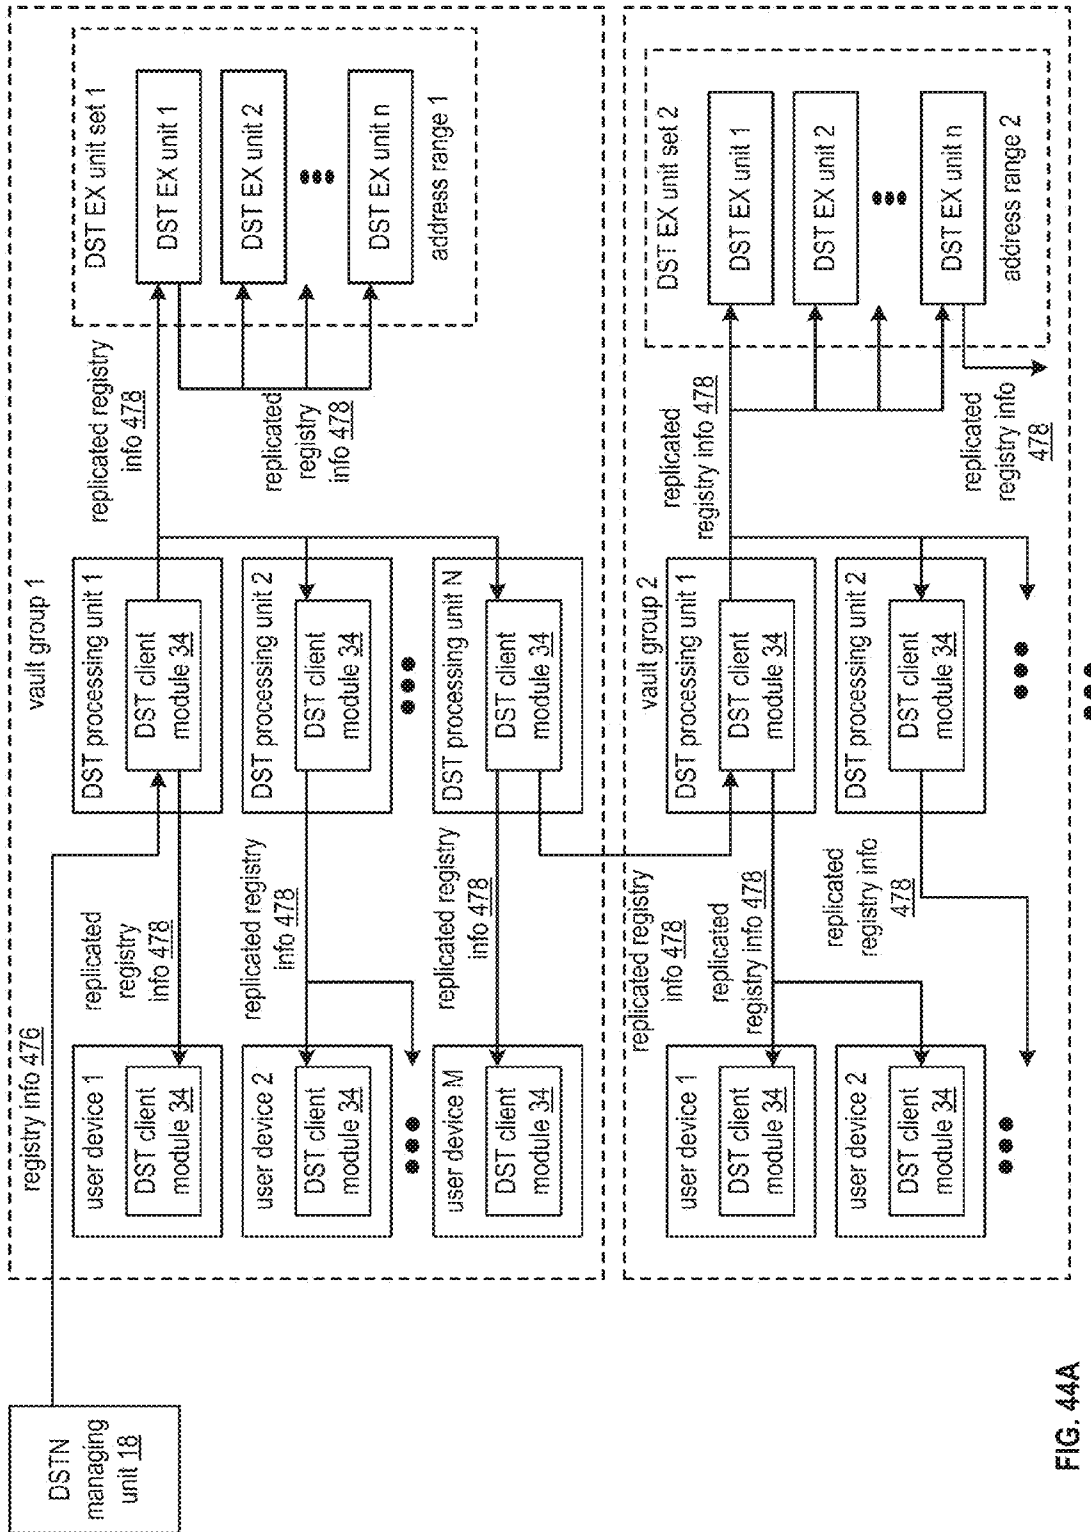 DSTN
managing
unit 18
registry info 476
vault group 1
user device 1
DST client
module 34
replicated
registry
info 478
DST processing unit 1
DST client
module 34
replicated registry
info 478
DST EX unit set 1
DST EX unit 1
DST EX unit 2
DST EX unit n
address range 1
replicated
registry
info 478
user device 2
DST client
module 34
replicated registry
info 478
DST processing unit 2
DST client
module 34
user device M
DST client
module 34
replicated registry
info 478
DST processing unit N
DST client
module 34
replicated registry
info 478
vault group 2
user device 1
DST client
module 34
replicated
registry info 478
DST processing unit 1
DST client
module 34
replicated
registry info 478
DST EX unit set 2
DST EX unit 1
DST EX unit 2
DST EX unit n
address range 2
replicated
registry info
478
user device 2
DST client
module 34
replicated
registry info
478
DST processing unit 2
DST client
module 34
FIG. 44A